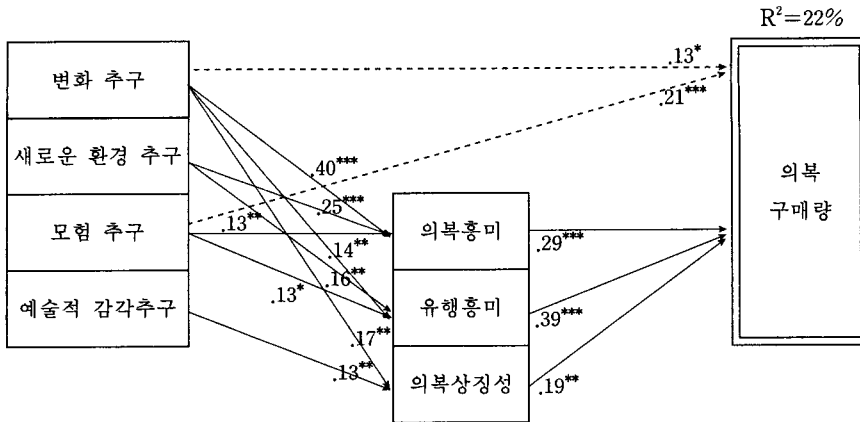 R²=22%
변화 추구
새로운 환경 추구
모험 추구
예술적 감각추구
의복흥미
유행흥미
의복상징성
의복
구매량
.13*
.21***
.40***
.25***
.13**
.14**
.16**
.13*
.17**
.13**
.29***
.39***
.19**